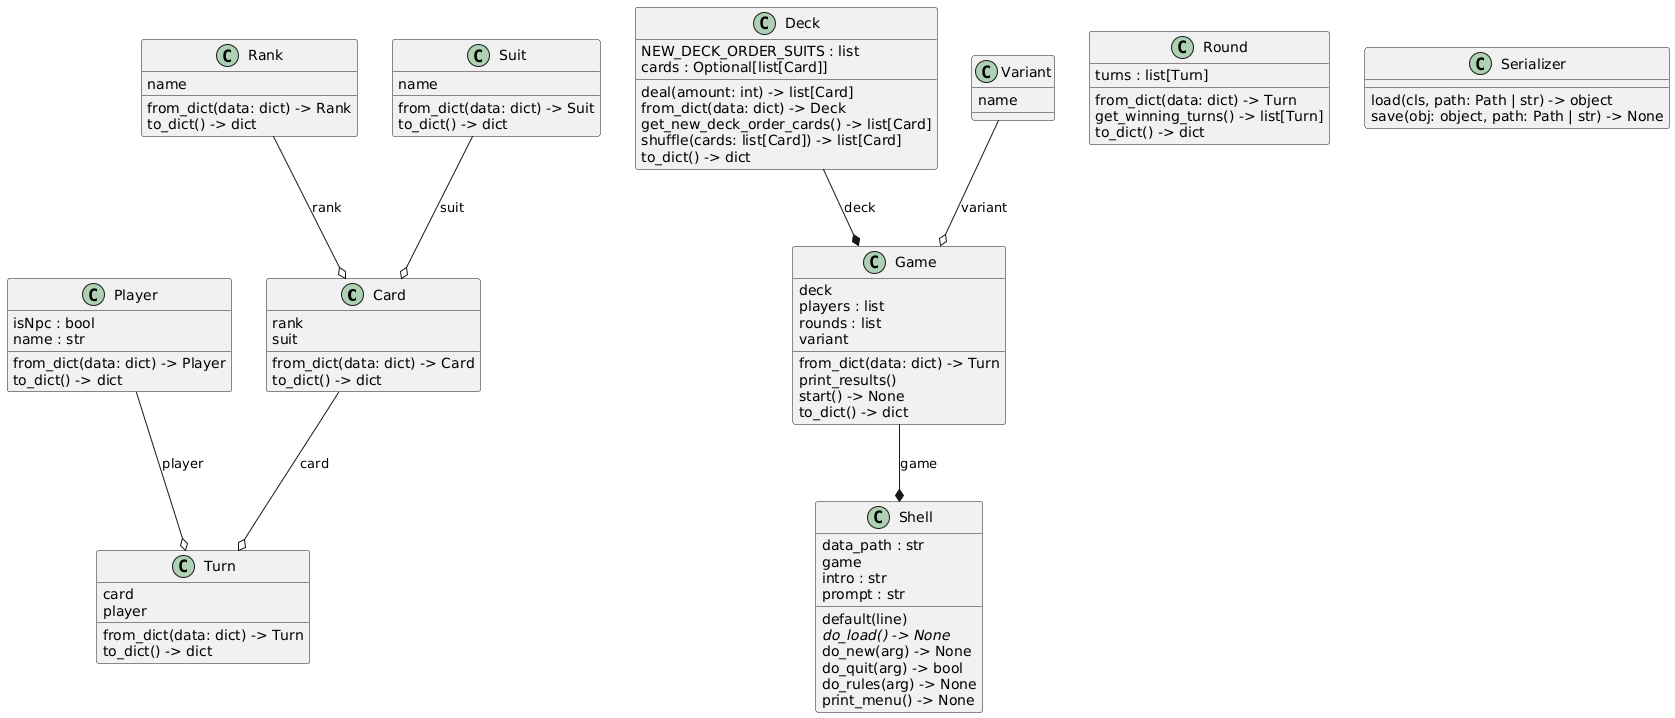 C Rank
name
from_dict(data: dict) -> Rank
to_dict() -> dict
C Suit
name
from_dict(data: dict) -> Suit
to_dict() -> dict
C Deck
NEW_DECK_ORDER_SUITS : list
cards : Optional[list[Card]]
deal(amount: int) -> list[Card]
from_dict(data: dict) -> Deck
get_new_deck_order_cards() -> list[Card]
shuffle(cards: list[Card]) -> list[Card]
to_dict() -> dict
C Variant
name
C Round
turns : list[Turn]
from_dict(data: dict) -> Turn
get_winning_turns() -> list[Turn]
to_dict() -> dict
C Serializer
load(cls, path: Path | str) -> object
save(obj: object, path: Path | str) -> None
rank
suit
deck
variant
C Player
isNpc : bool
name : str
from_dict(data: dict) -> Player
to_dict() -> dict
C Card
rank
suit
from_dict(data: dict) -> Card
to_dict() -> dict
C Game
deck
players : list
rounds : list
variant
from_dict(data: dict) -> Turn
print_results()
start() -> None
to_dict() -> dict
player
card
game
C Turn
card
player
from_dict(data: dict) -> Turn
to_dict() -> dict
C Shell
data_path : str
game
intro : str
prompt : str
default(line)
do_load() -> None
do_new(arg) -> None
do_quit(arg) -> bool
do_rules(arg) -> None
print_menu() -> None